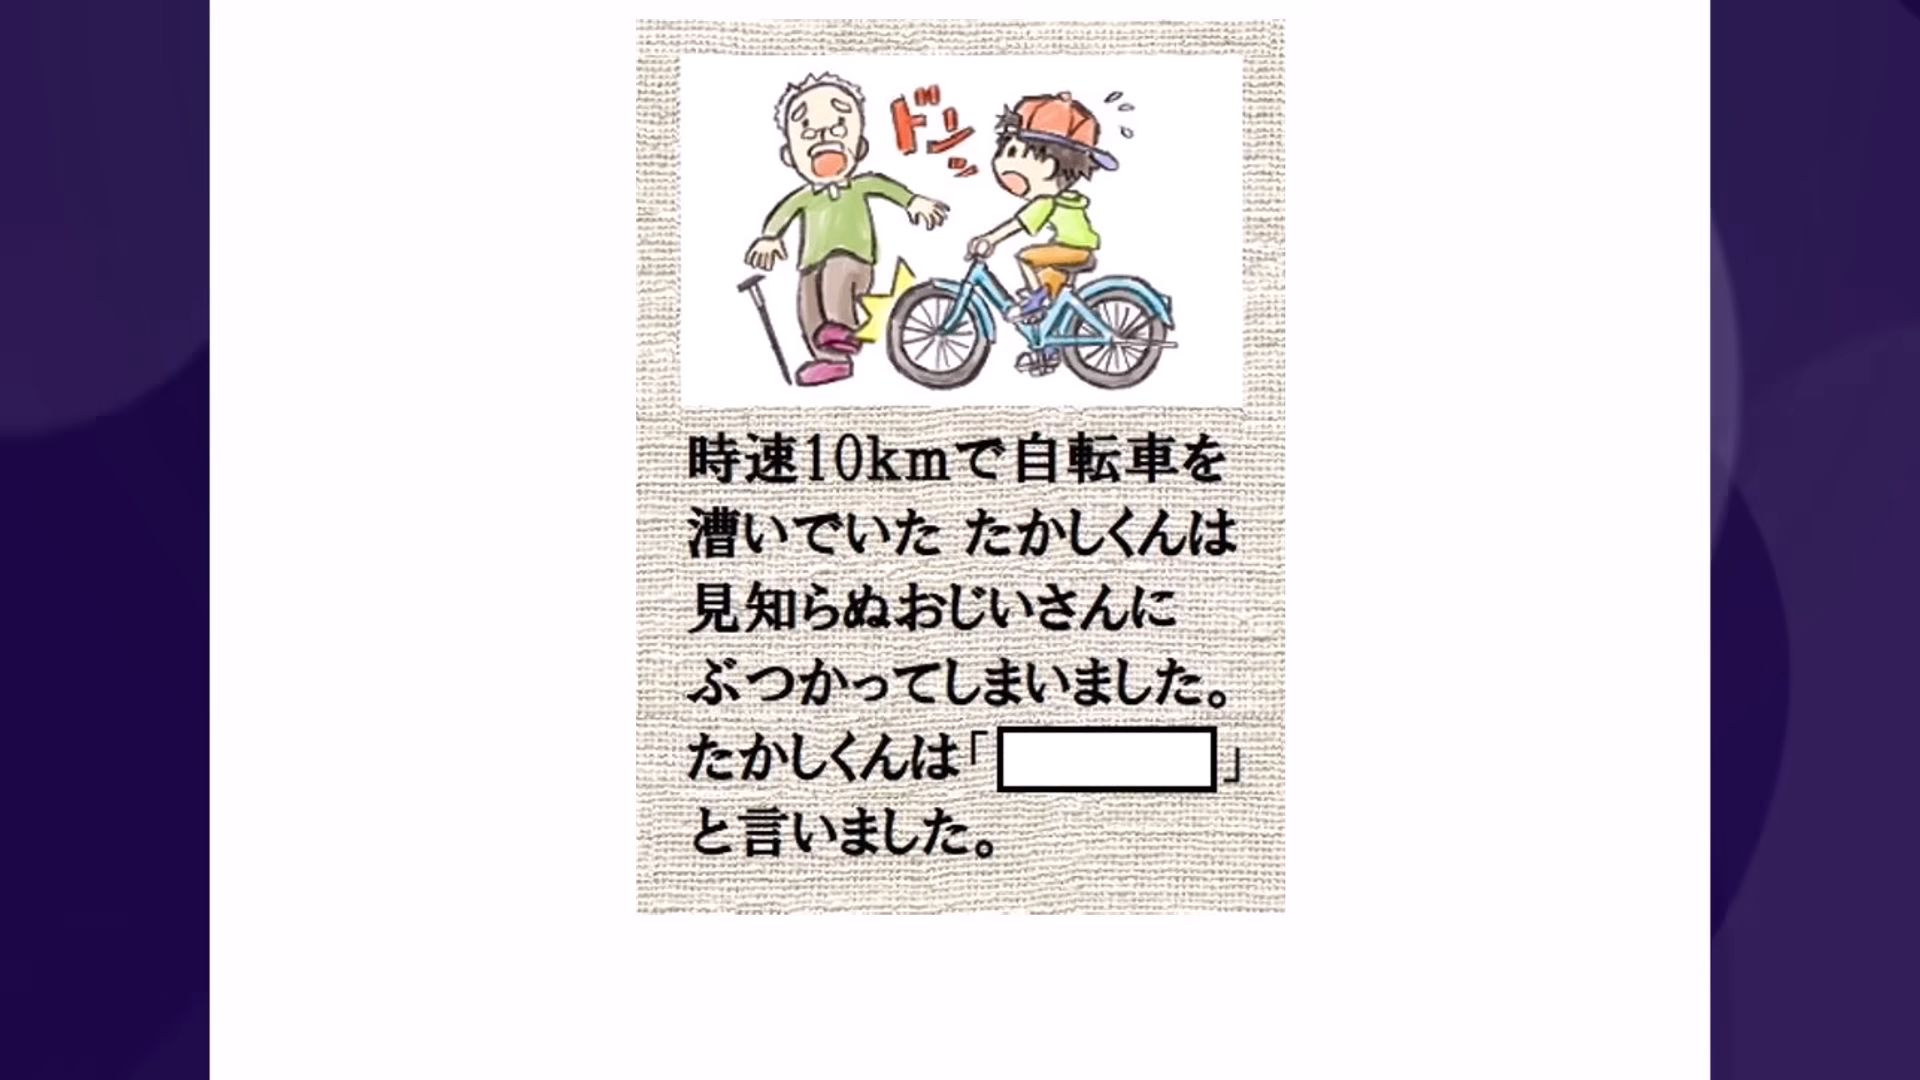 ドンッ
時速10kmで自転車を
漕いでいた たかしくんは
見知らぬおじいさんに
ぶつかってしまいました。
たかしくんは「　　　　」
と言いました。